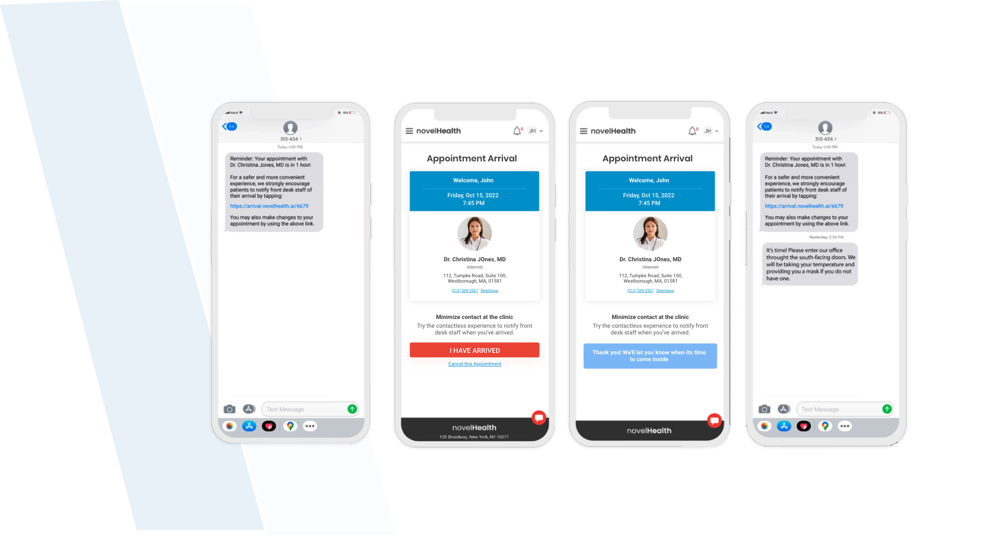 Warid
16%
54
313-434 >
Today 1:00 PM
Reminder: Your appointment with
Dr. Christina Jones, MD is in 1 hour.
For a safer and more convenient
experience, we strongly encourage
patients to notify front desk staff of
their arrival by tapping:
https://arrival.novelhealth.ai/6679
You may also make changes to your
appointment by using the above link.
Text Message
novelHealth
8
JH
Appointment Arrival
Welcome, John
Friday, Oct 15, 2022
7:45 PM
Dr. Christina JOnes, MD
Internist
112, Tumpke Road, Suite 100,
Westborough, MA, 01581
(212) 509 3567 Directions
Minimize contact at the clinic
Try the contactless experience to notify front
desk staff when you've arrived.
I HAVE ARRIVED
Cancel this Appointment
novelHealth
120 Broadway, New York, NY 10271
novelHealth
8
JH
Appointment Arrival
Welcome, John
Friday, Oct 15, 2022
7:45 PM
Dr. Christina JOnes, MD
Internist
112, Tumpke Road, Suite 100,
Westborough, MA, 01581
(212) 509 3567 Directions
Minimize contact at the clinic
Try the contactless experience to notify front
desk staff when you've arrived.
Thank you! We'll let you know when its time
to come inside
novelHealth
Warid
16%
54
313-434 >
Today 1:00 PM
Reminder: Your appointment with
Dr. Christina Jones, MD is in 1 hour.
For a safer and more convenient
experience, we strongly encourage
patients to notify front desk staff of
their arrival by tapping:
https://arrival.novelhealth.ai/6679
You may also make changes to your
appointment by using the above link.
Yesterday 2:36 PM
It's time! Please enter our office
throught the south-facing doors. We
will be taking your temperature and
providing you a mask if you do not
have one.
Text Message